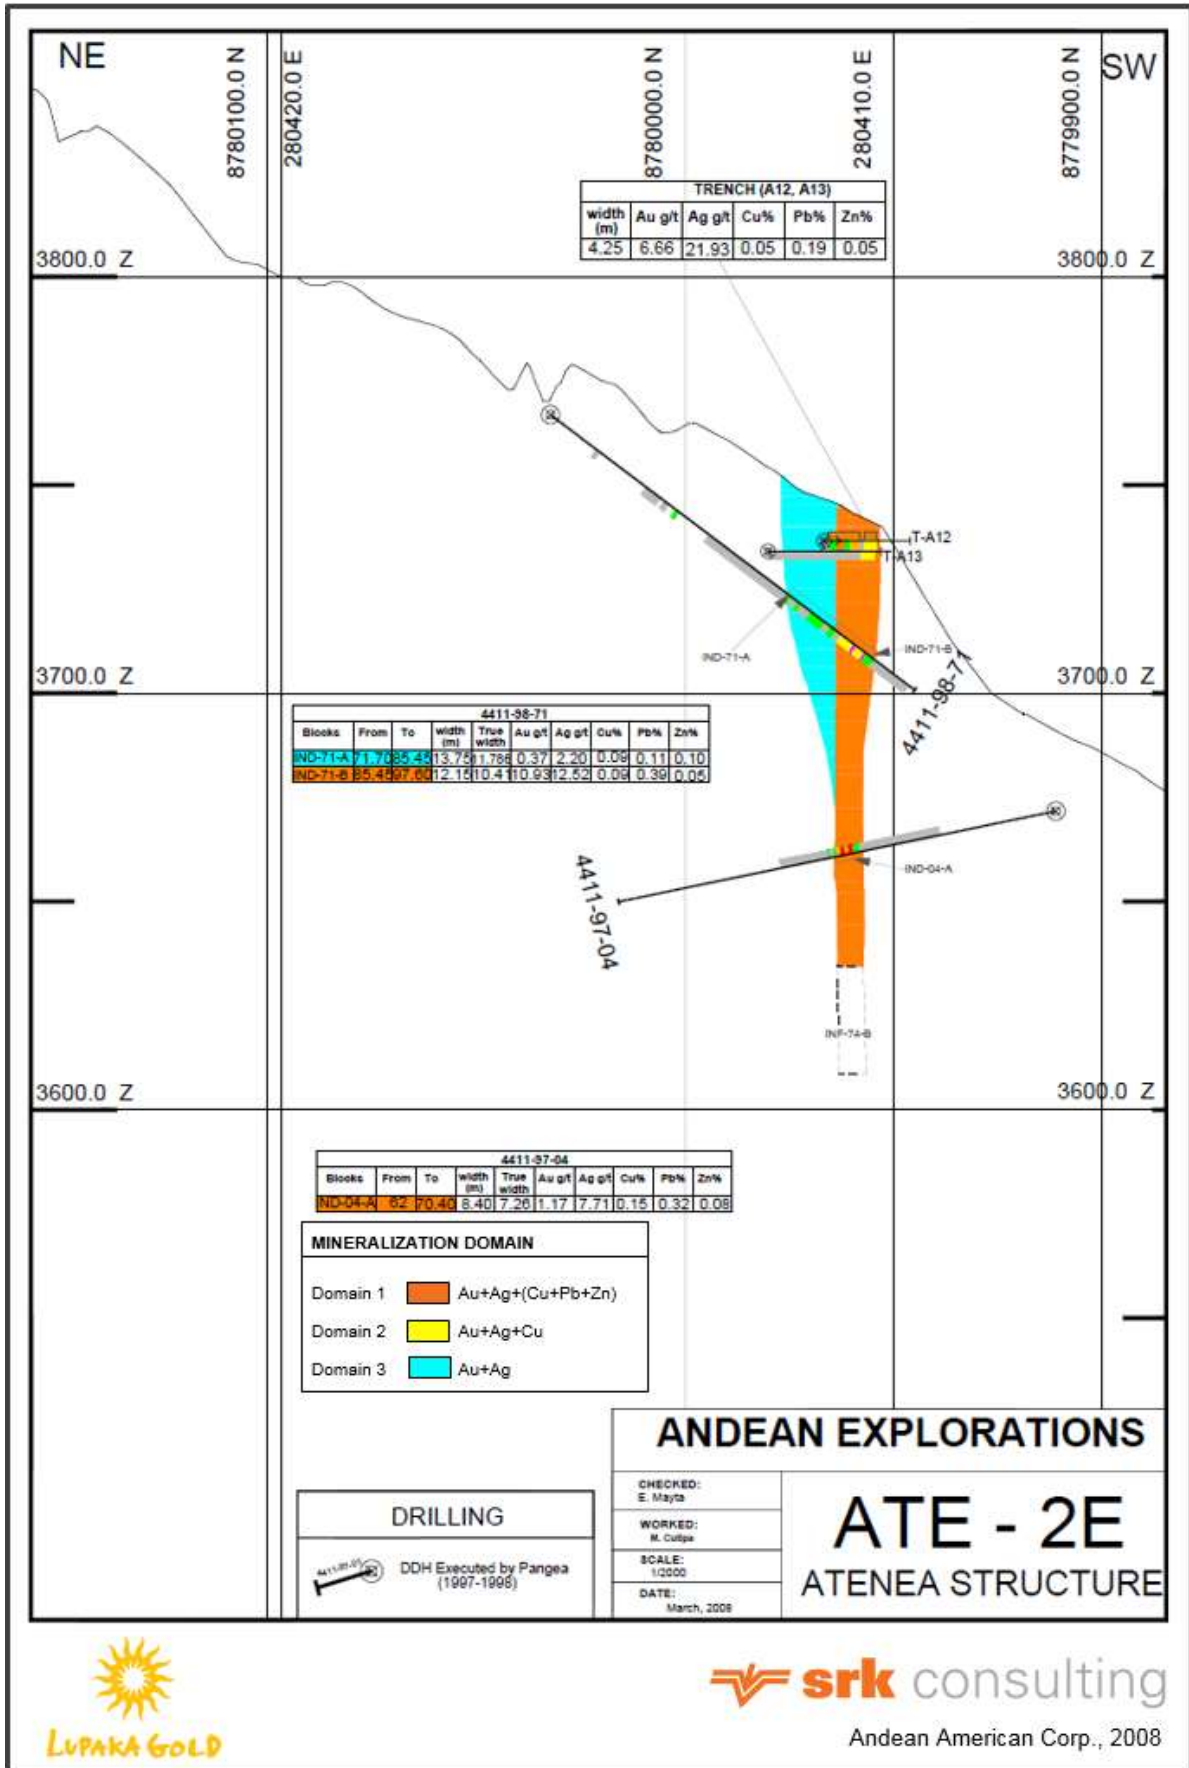 NE
8780100.0 N
280420.0 E
8780000.0 N
280410.0 E
8779900.0 N
SW
TRENCH (A12, A13)
width (m) Au g/t Ag g/t Cu% Pb% Zn%
4.25 6.66 21.93 0.05 0.19 0.05
3800.0 Z
3800.0 Z
T-A12
T-A13
IND-71-A
IND-71-B
3700.0 Z
3700.0 Z
4411-98-71
4411-98-71
Blocks From To width (m) True width Au g/t Ag g/t Cu% Pb% Zn%
IND-71-A 71.70 85.45 13.75 11.786 0.37 2.20 0.09 0.11 0.10
IND-71-B 85.45 97.60 12.15 10.41 10.93 12.52 0.09 0.39 0.05
4411-97-04
IND-04-A
INF-74-B
3600.0 Z
3600.0 Z
4411-97-04
Blocks From To width (m) True width Au g/t Ag g/t Cu% Pb% Zn%
IND-04-A 62 70.40 8.40 7.26 1.17 7.71 0.15 0.32 0.08
MINERALIZATION DOMAIN
Domain 1 Au+Ag+(Cu+Pb+Zn)
Domain 2 Au+Ag+Cu
Domain 3 Au+Ag
DRILLING
DDH Executed by Pangea
(1997-1998)
ANDEAN EXPLORATIONS
CHECKED:
E. Mayta
WORKED:
M. Cutipa
SCALE:
1/2000
DATE:
March, 2008
ATE - 2E
ATENEA STRUCTURE
LUPAKA GOLD
srk consulting
Andean American Corp., 2008